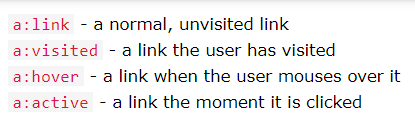 a:link - a normal, unvisited link
a:visited - a link the user has visited
a:hover - a link when the user mouses over it
a:active - a link the moment it is clicked